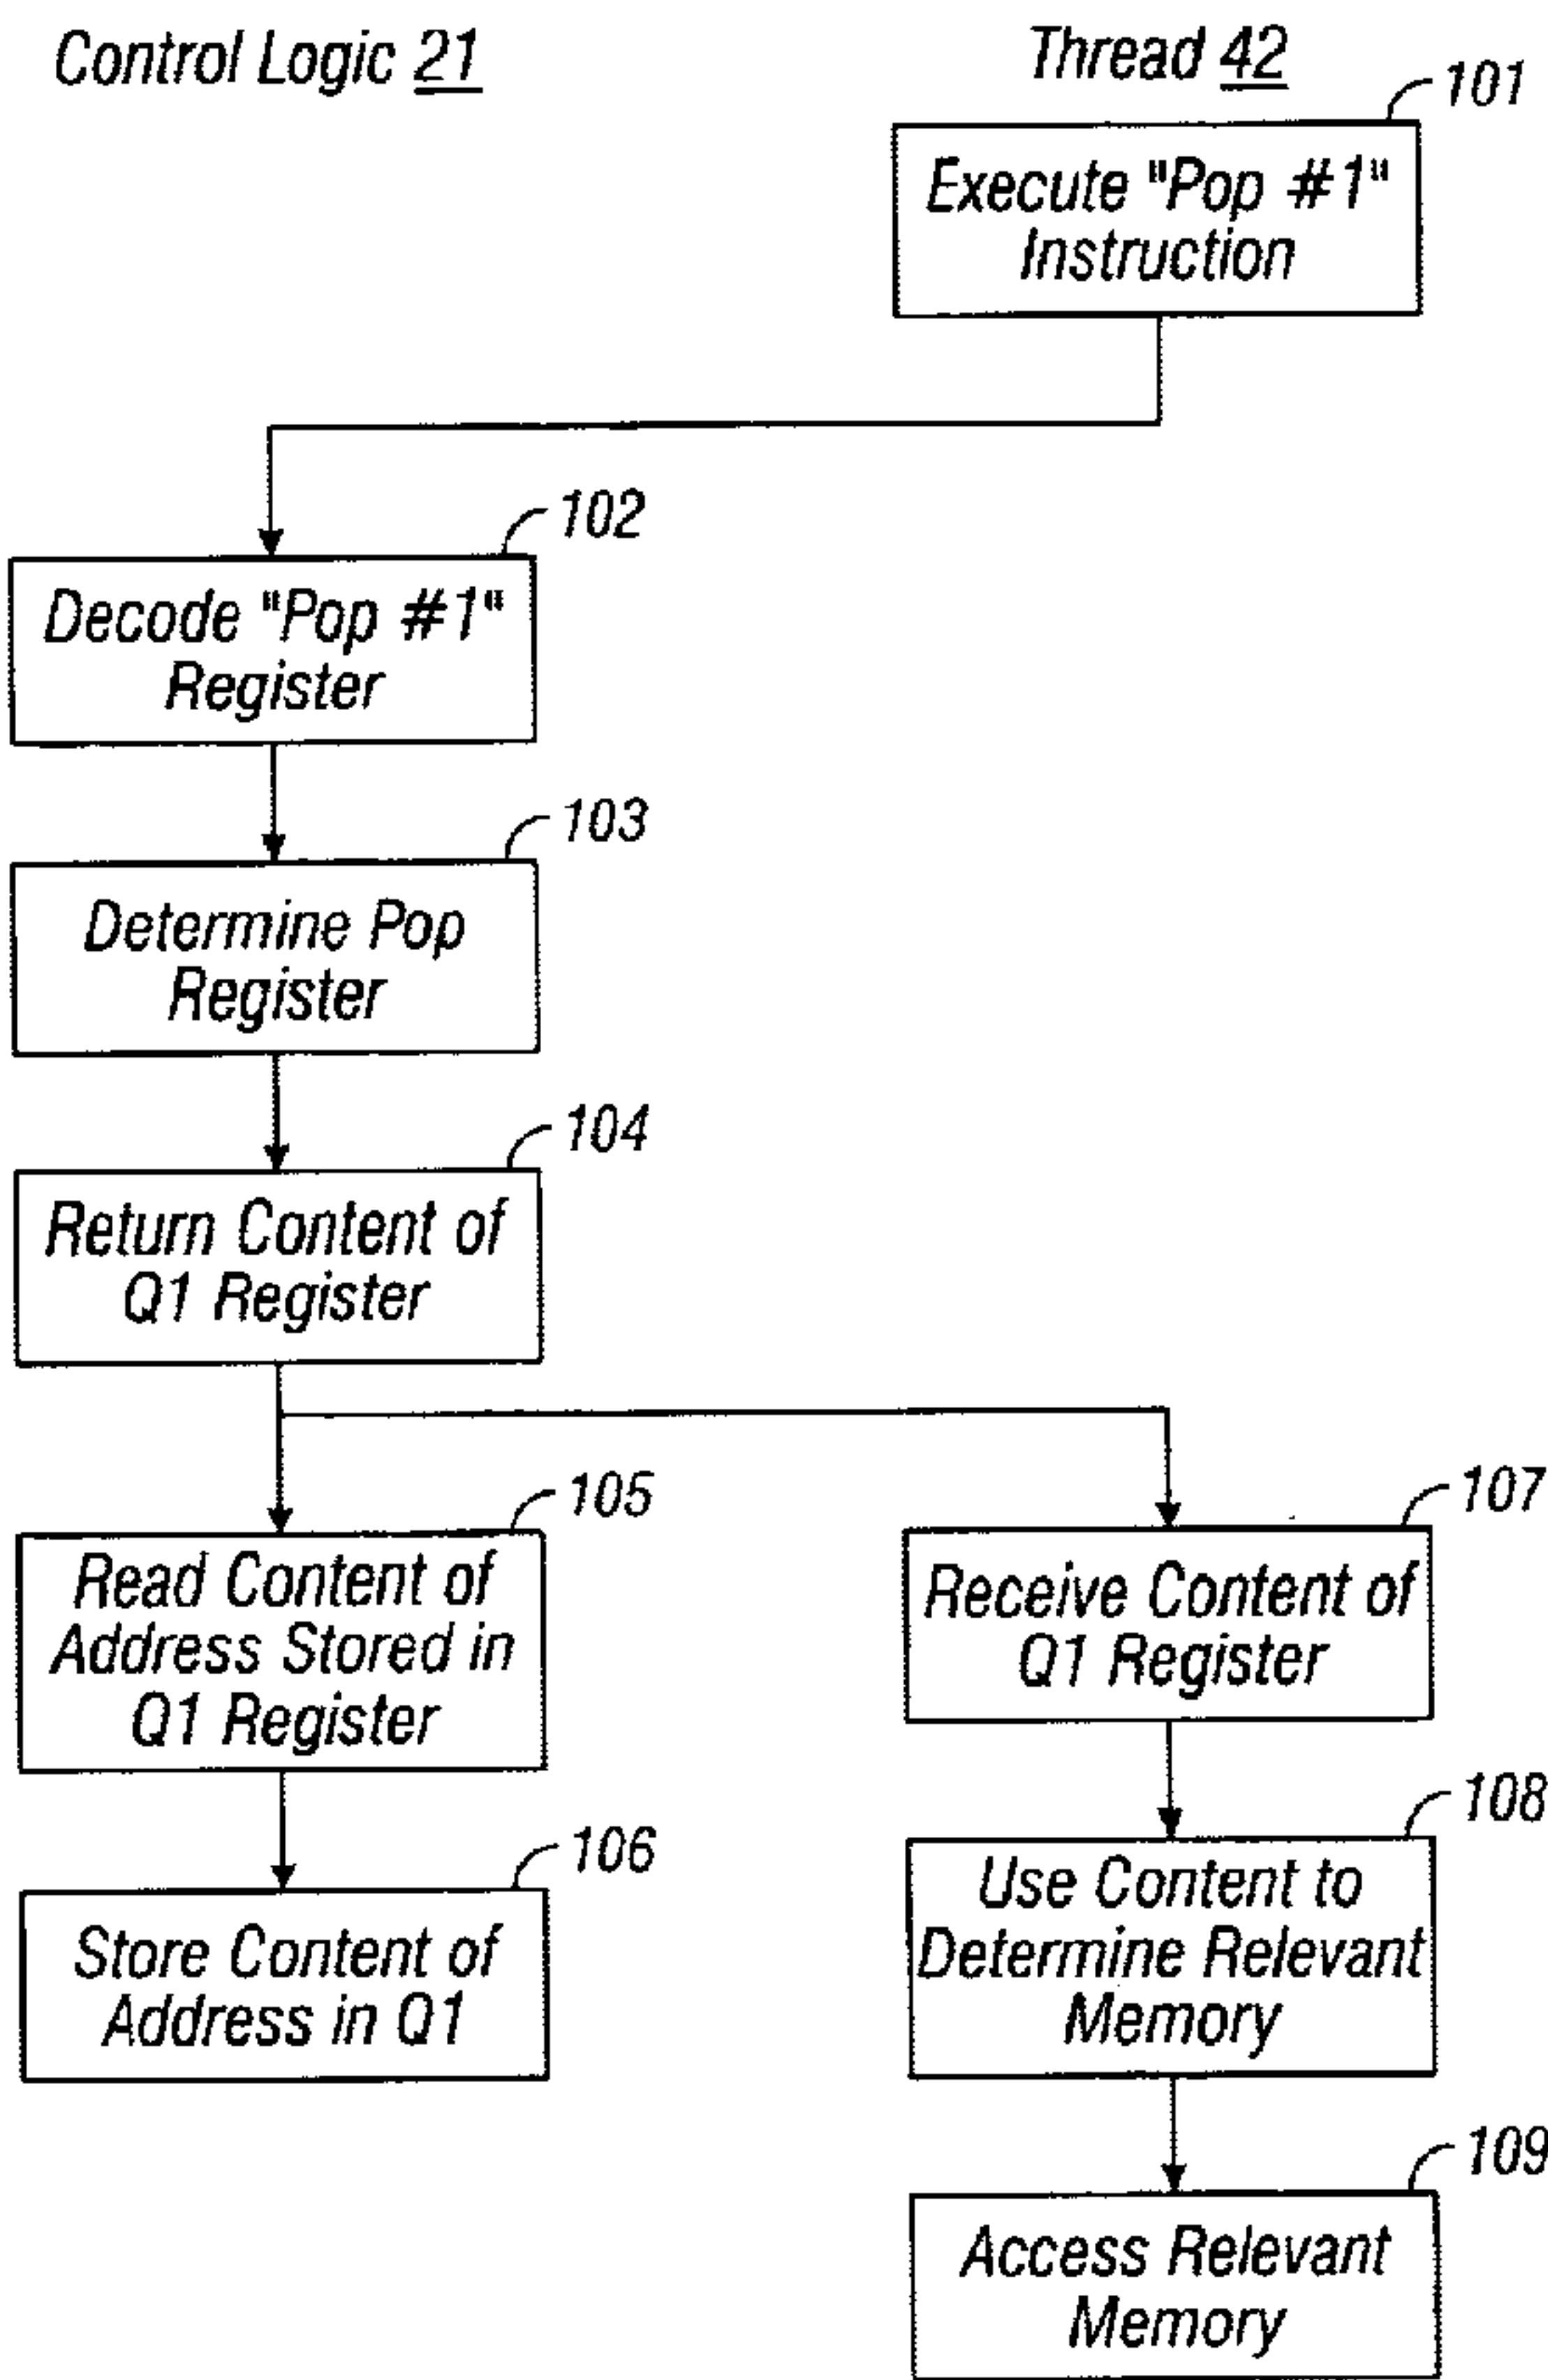 Control Logic 21
Thread 42
101
Execute "Pop #1"
Instruction
102
Decode "Pop #1"
Register
103
Determine Pop
Register
104
Return Content of
Q1 Register
105
Read Content of
Address Stored in
Q1 Register
107
Receive Content of
Q1 Register
106
Store Content of
Address in Q1
108
Use Content to
Determine Relevant
Memory
109
Access Relevant
Memory